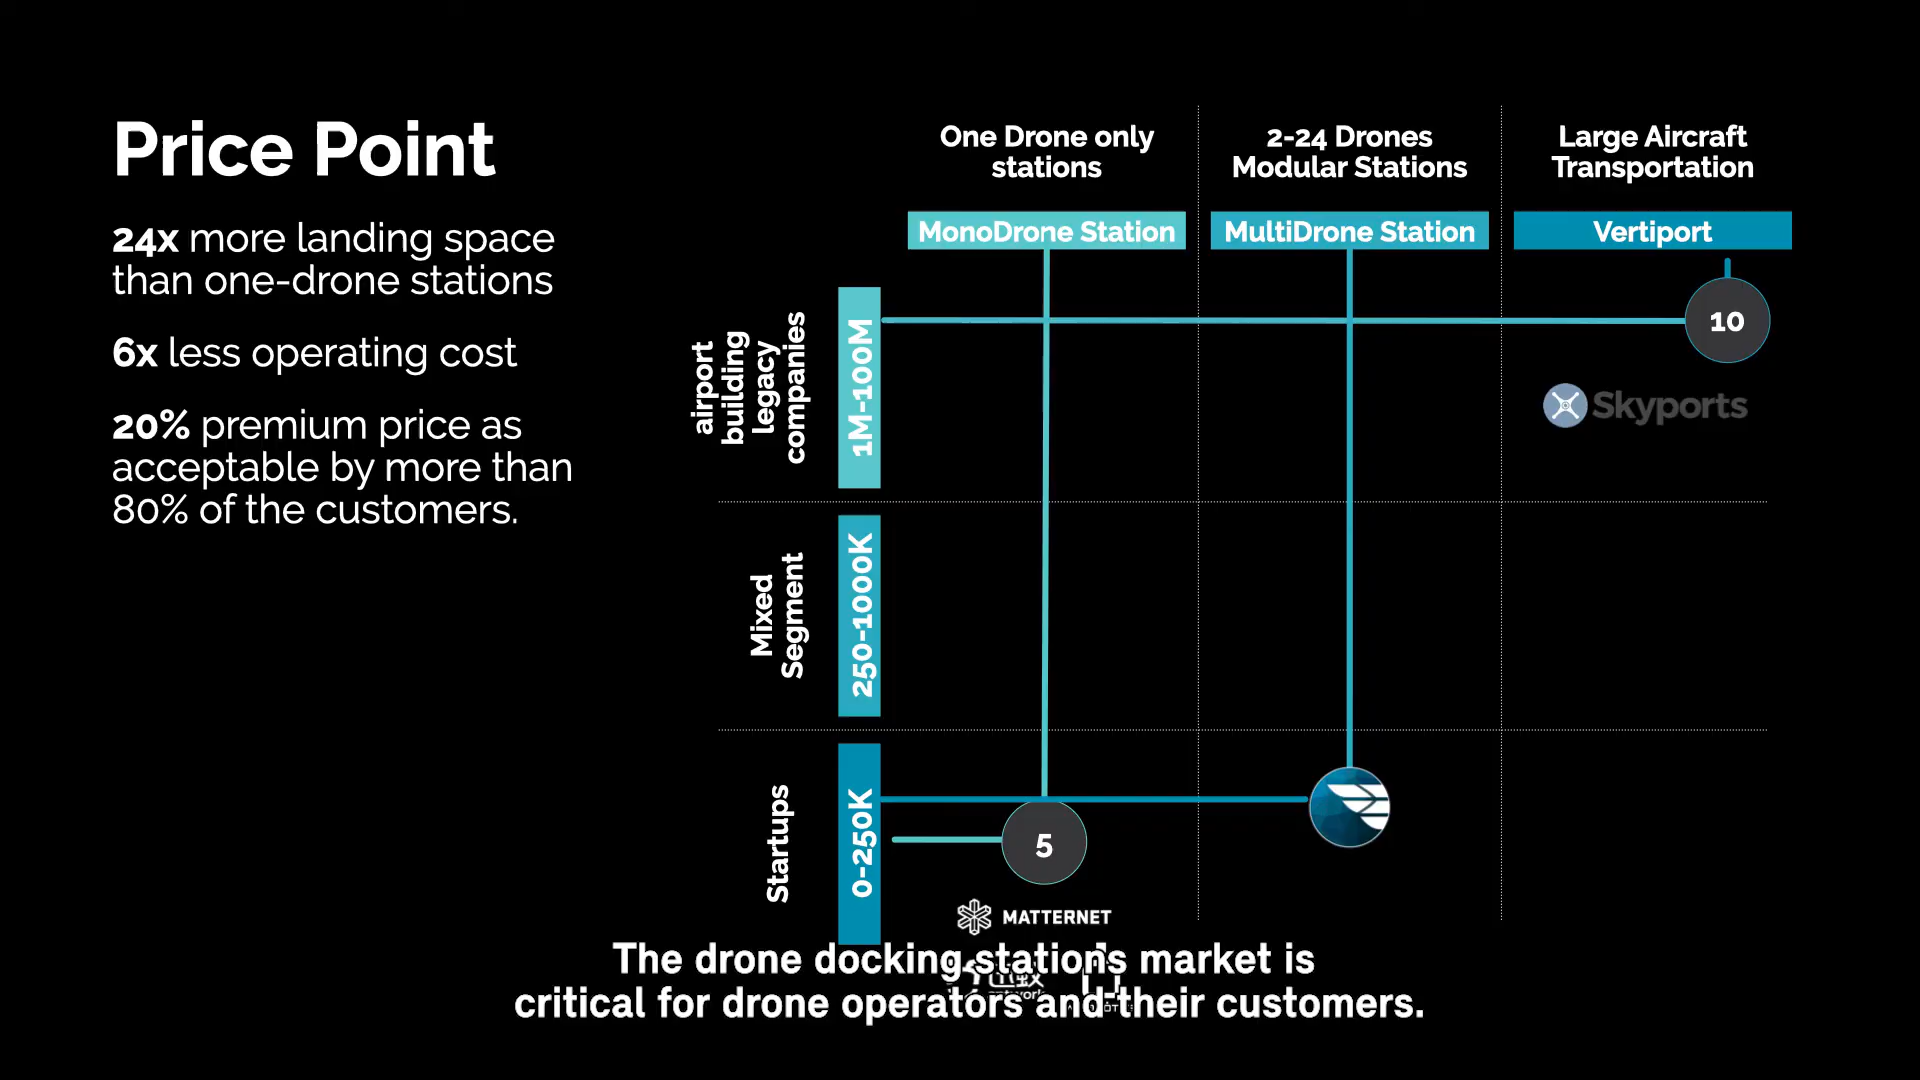 Price Point
24x more landing space
than one-drone stations
6x less operating cost
20% premium price as
acceptable by more than
80% of the customers.
One Drone only
stations
2-24 Drones
Modular Stations
Large Aircraft
Transportation
MonoDrone Station
MultiDrone Station
Vertiport
airport
building
legacy
companies
1M-100M
10
Skyports
Mixed
Segment
250-1000K
Startups
0-250K
5
MATTERNET
The drone docking stations market is
critical for drone operators and their customers.